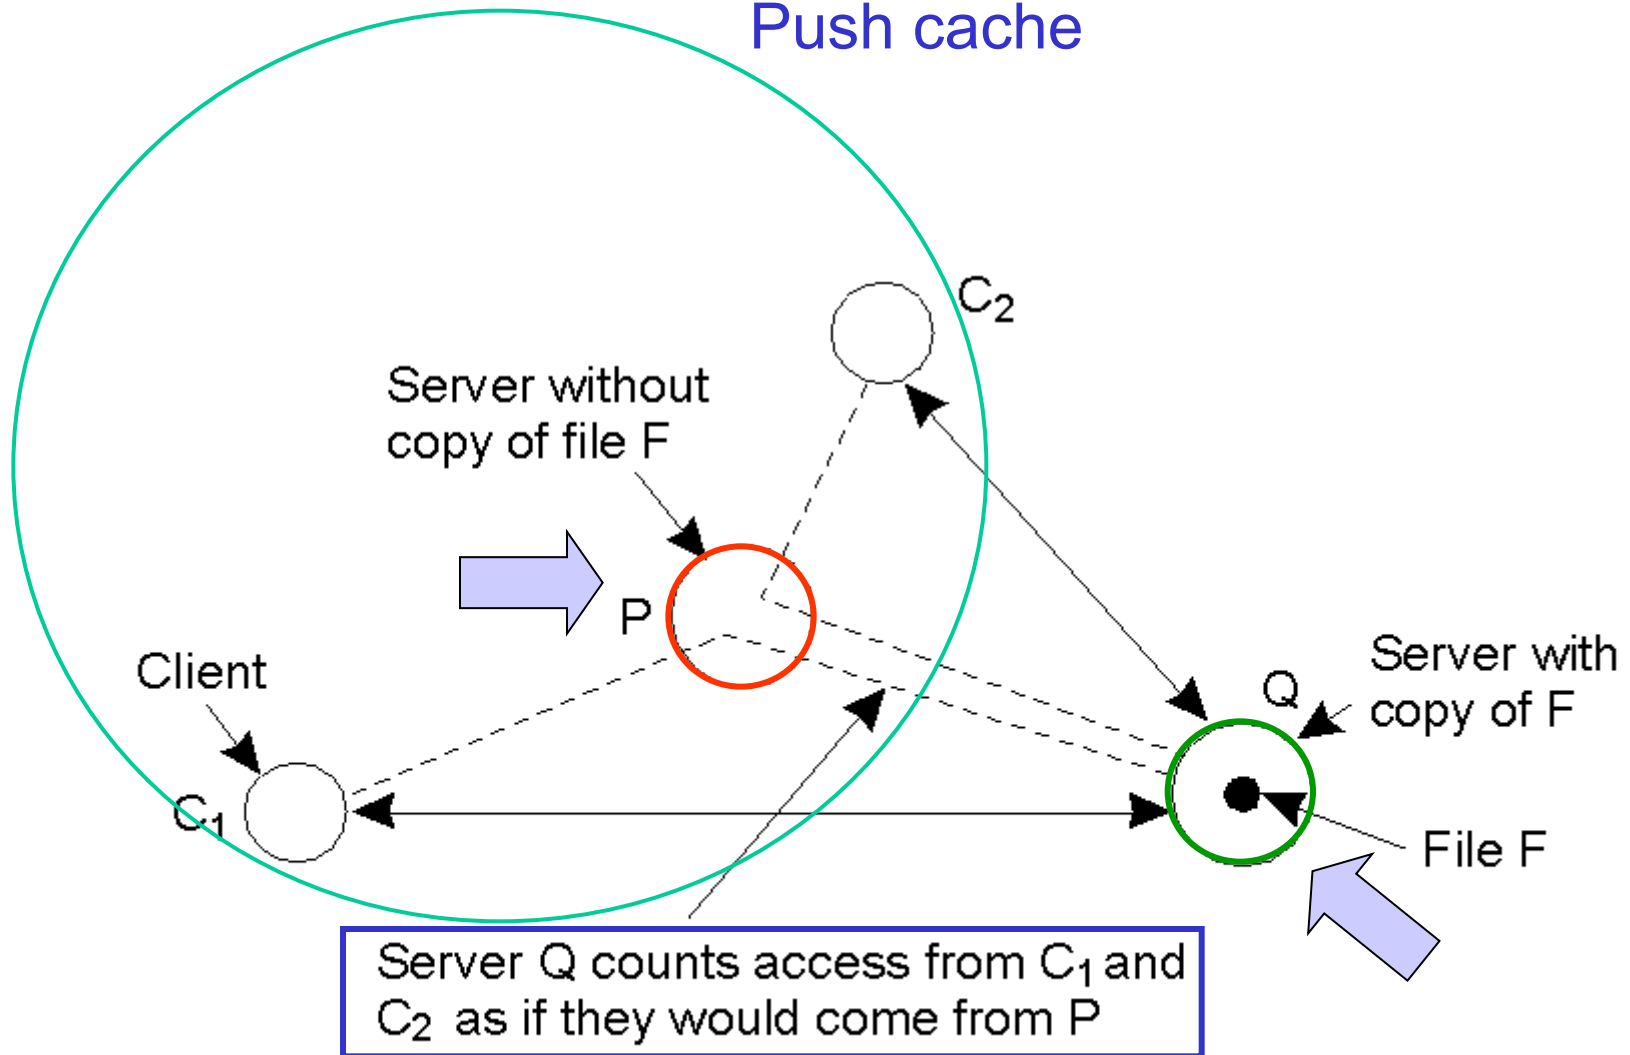 Push cache
C₂
Server without
copy of file F
P
Client
Server with
Q
copy of F
C₁
File F
Server Q counts access from C₁ and
C₂ as if they would come from P